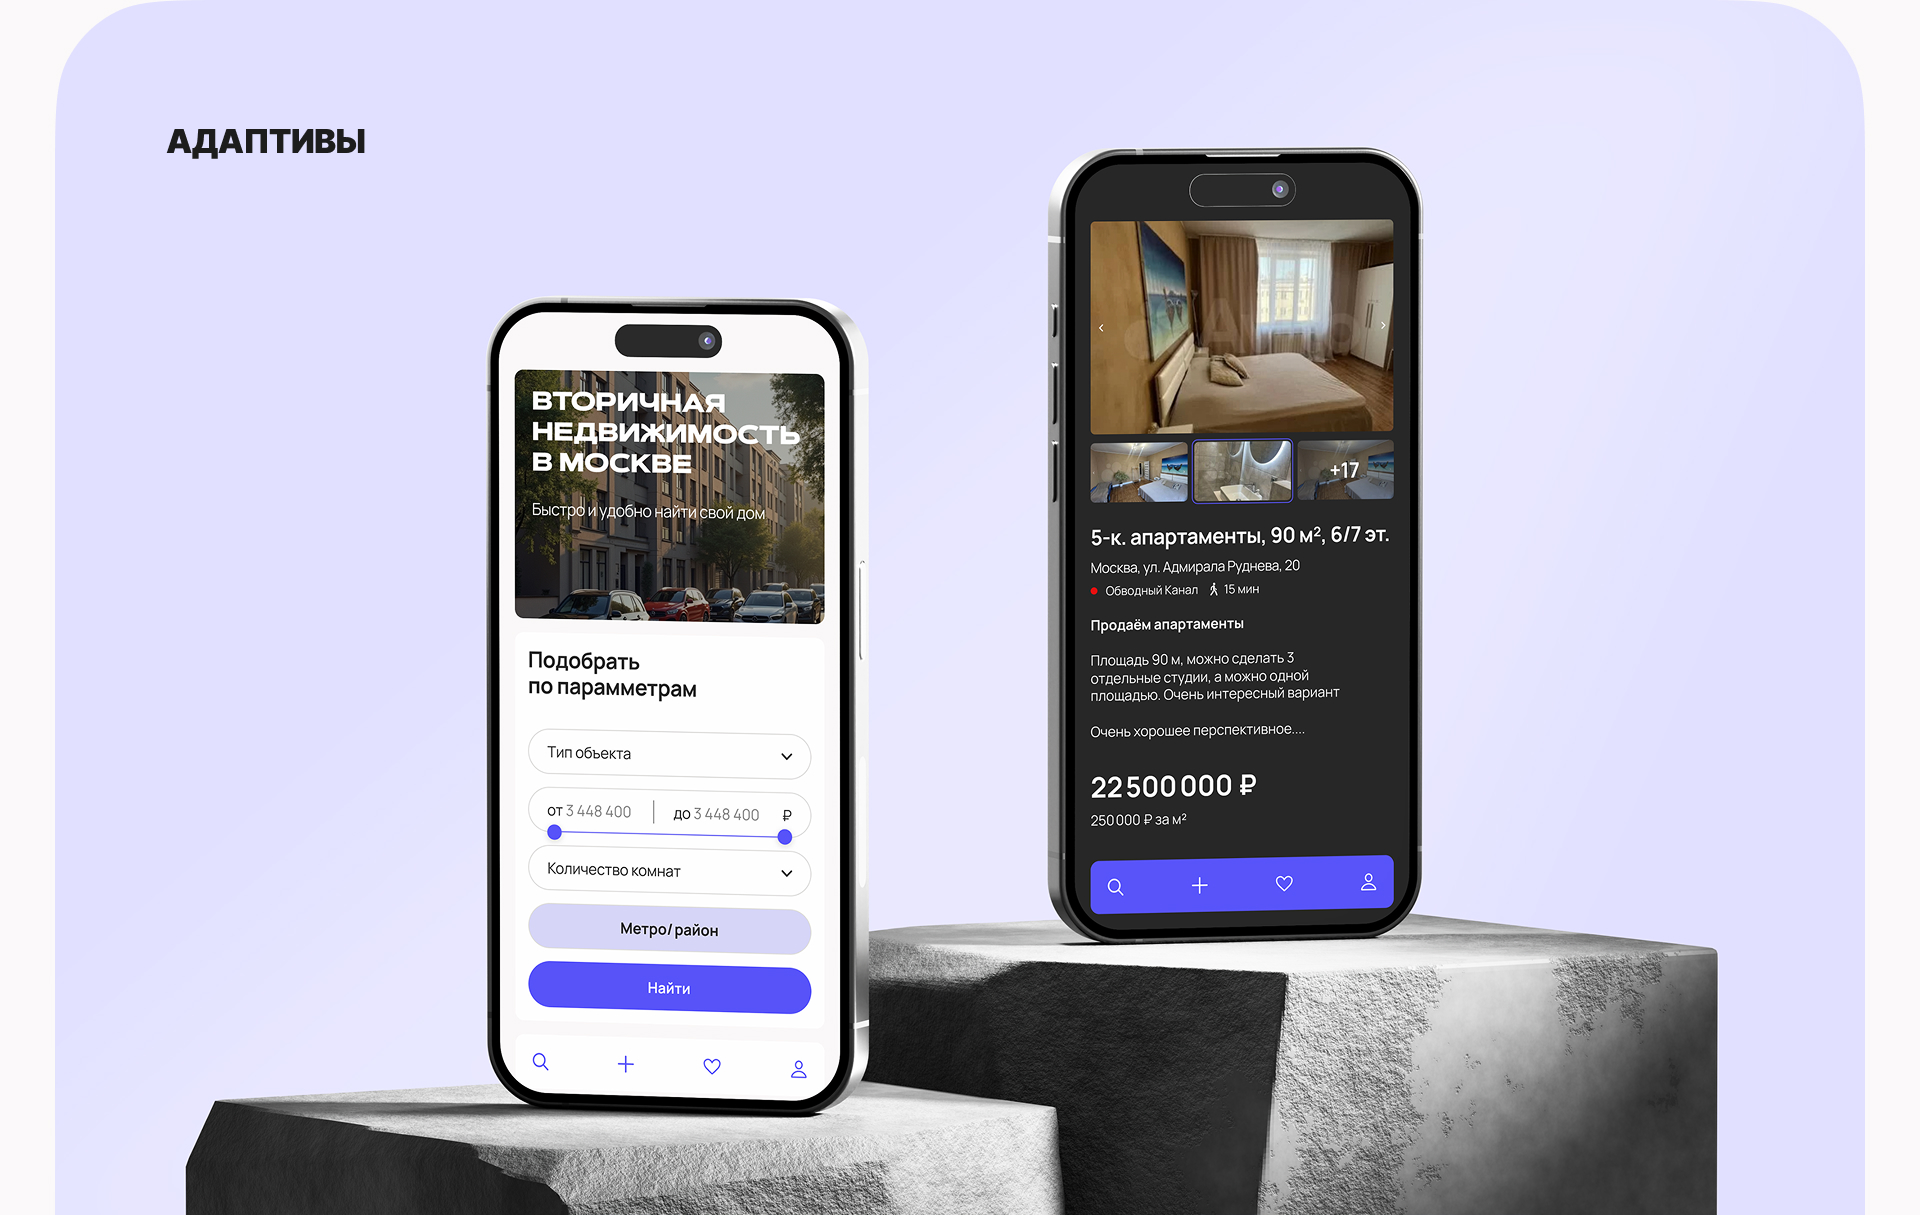 АДАПТИВЫ
ВТОРИЧНАЯ
НЕДВИЖИМОСТЬ
В МОСКВЕ
Быстро и удобно найти свой дом
Подобрать
по парамметрам
Тип объекта
от 3 448 400 до 3 448 400 ₽
Количество комнат
Метро/район
Найти
+17
5-к. апартаменты, 90 м², 6/7 эт.
Москва, ул. Адмирала Руднева, 20
Обводный Канал 15 мин
Продаём апартаменты
Площадь 90 м, можно сделать 3
отдельные студии, а можно одной
площадью. Очень интересный вариант
Очень хорошее перспективное....
22 500 000 ₽
250 000 ₽ за м²